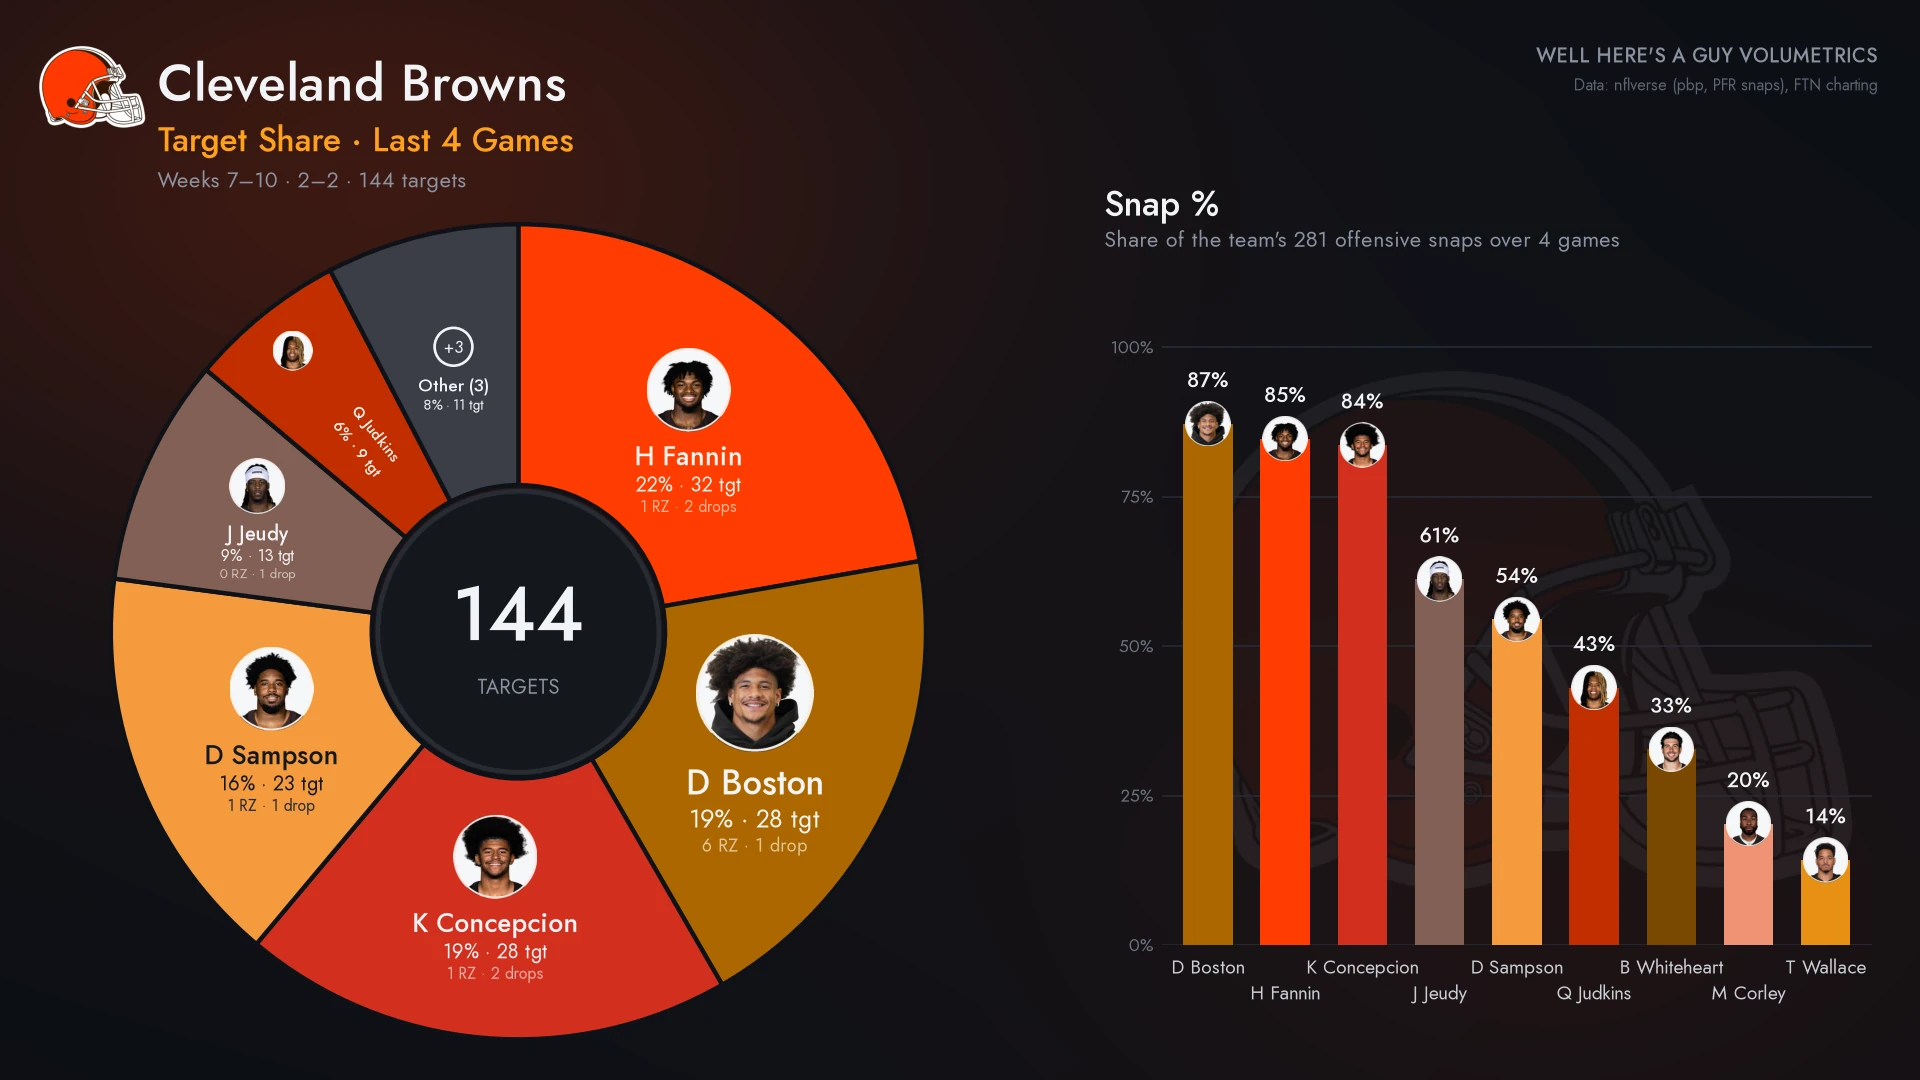 Cleveland Browns
Target Share · Last 4 Games
Weeks 7–10 · 2–2 · 144 targets
WELL HERE'S A GUY VOLUMETRICS
Data: nflverse (pbp, PFR snaps), FTN charting
+3
Other (3)
8% · 11 tgt
H Fannin
22% · 32 tgt
1 RZ · 2 drops
Q Judkins
6% · 9 tgt
J Jeudy
9% · 13 tgt
0 RZ · 1 drop
144
TARGETS
D Sampson
16% · 23 tgt
1 RZ · 1 drop
D Boston
19% · 28 tgt
6 RZ · 1 drop
K Concepcion
19% · 28 tgt
1 RZ · 2 drops
Snap %
Share of the team's 281 offensive snaps over 4 games
100%
75%
50%
25%
0%
87%
85%
84%
61%
54%
43%
33%
20%
14%
D Boston
H Fannin
K Concepcion
J Jeudy
D Sampson
Q Judkins
B Whiteheart
M Corley
T Wallace